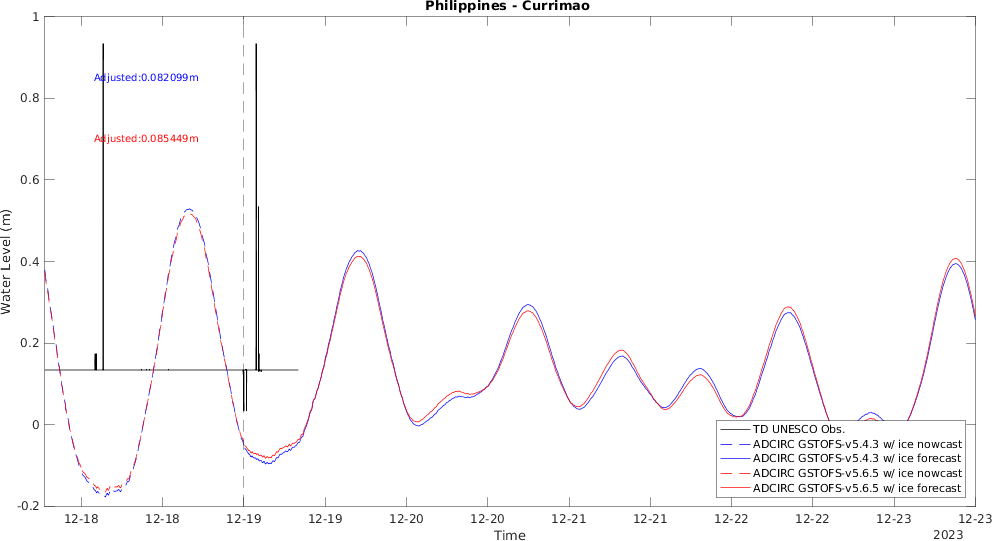 Philippines - Currimao
1
0.8
0.6
0.4
0.2
0
-0.2
Water Level (m)
Adjusted:0.082099m
Adjusted:0.085449m
TD UNESCO Obs.
ADCIRC GSTOFS-v5.4.3 w/ ice nowcast
ADCIRC GSTOFS-v5.4.3 w/ ice forecast
ADCIRC GSTOFS-v5.6.5 w/ ice nowcast
ADCIRC GSTOFS-v5.6.5 w/ ice forecast
12-18 12-18 12-19 12-19 12-20 12-20 12-21 12-21 12-22 12-22 12-23 12-23
Time
2023